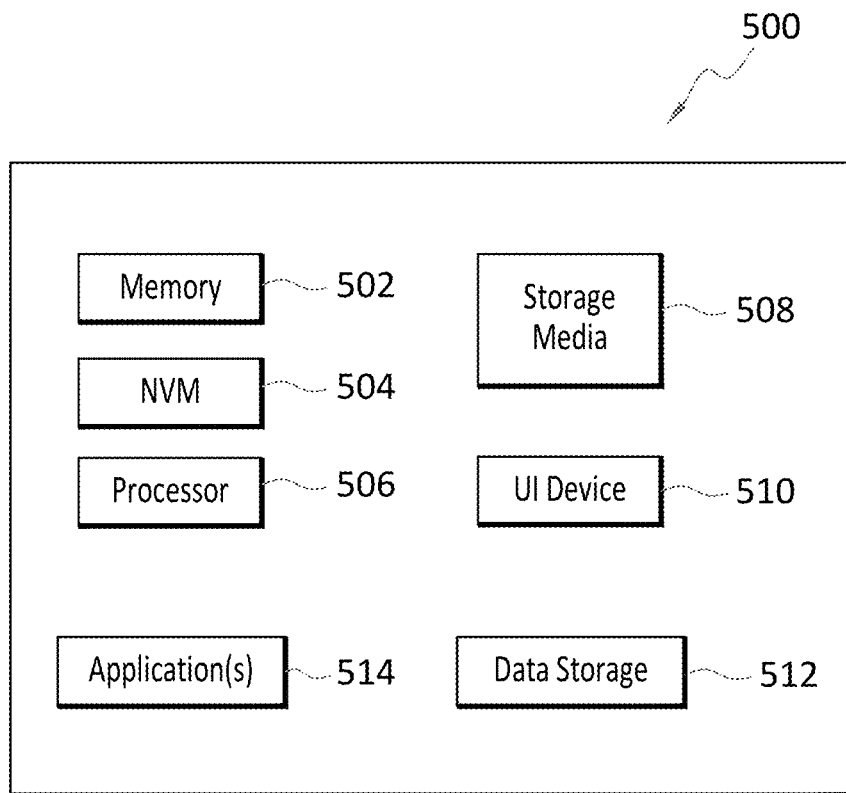 500
Memory
502
Storage
Media
508
NVM
504
Processor
506
UI Device
510
Application(s)
514
Data Storage
512